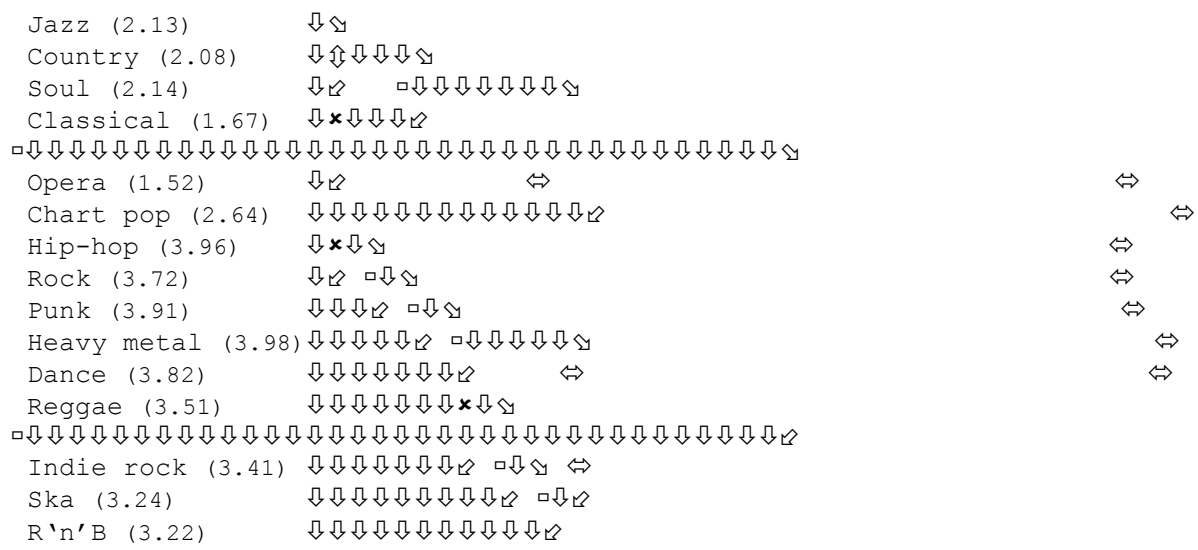 Jazz (2.13) ⇩⬂
Country (2.08) ⇩⇳⇩⇩⇩⬂
Soul (2.14) ⇩⬃ ▫⇩⇩⇩⇩⇩⇩⇩⬂
Classical (1.67) ⇩✖⇩⇩⇩⬃
▫⇩⇩⇩⇩⇩⇩⇩⇩⇩⇩⇩⇩⇩⇩⇩⇩⇩⇩⇩⇩⇩⇩⇩⇩⇩⇩⇩⇩⇩⇩⇩⇩⇩⇩⇩⬂
Opera (1.52) ⇩⬃ ⬄ ⬄
Chart pop (2.64) ⇩⇩⇩⇩⇩⇩⇩⇩⇩⇩⇩⇩⇩⬃ ⬄
Hip-hop (3.96) ⇩✖⇩⬂ ⬄
Rock (3.72) ⇩⬃ ▫⇩⬂ ⬄
Punk (3.91) ⇩⇩⇩⬃ ▫⇩⬂ ⬄
Heavy metal (3.98)⇩⇩⇩⇩⇩⬃ ▫⇩⇩⇩⇩⇩⬂ ⬄
Dance (3.82) ⇩⇩⇩⇩⇩⇩⇩⬃ ⬄ ⬄
Reggae (3.51) ⇩⇩⇩⇩⇩⇩⇩✖⇩⬂
▫⇩⇩⇩⇩⇩⇩⇩⇩⇩⇩⇩⇩⇩⇩⇩⇩⇩⇩⇩⇩⇩⇩⇩⇩⇩⇩⇩⇩⇩⇩⇩⇩⇩⇩⇩⬃
Indie rock (3.41) ⇩⇩⇩⇩⇩⇩⇩⬃ ▫⇩⬂ ⬄
Ska (3.24) ⇩⇩⇩⇩⇩⇩⇩⇩⇩⬃ ▫⇩⬃
R‘n’B (3.22) ⇩⇩⇩⇩⇩⇩⇩⇩⇩⇩⇩⬃